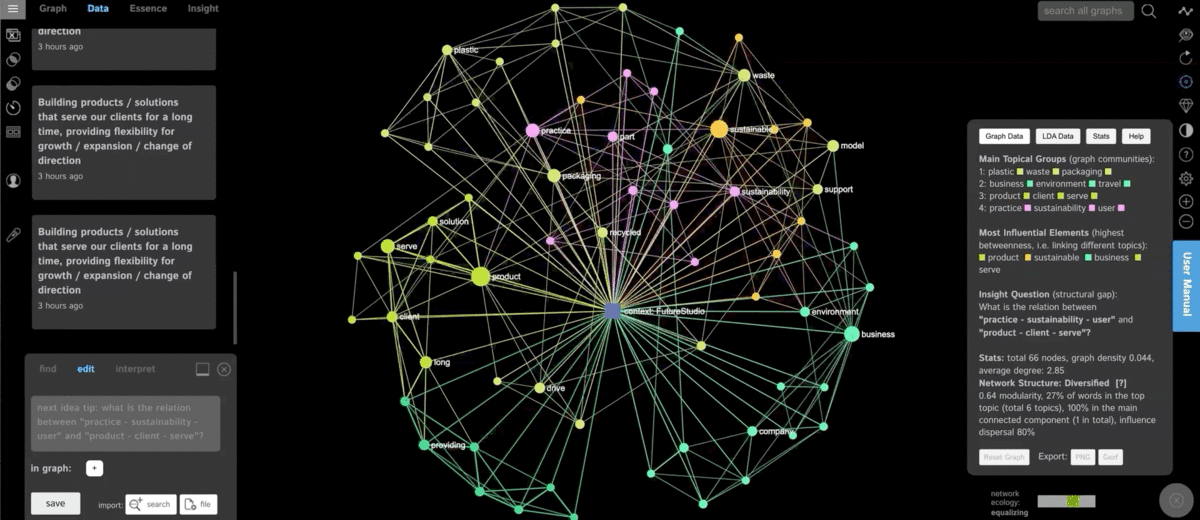 Graph Data Essence Insight
search all graphs
direction
3 hours ago
Building products / solutions
that serve our clients for a long
time, providing flexibility for
growth / expansion / change of
direction
3 hours ago
Building products / solutions
that serve our clients for a long
time, providing flexibility for
growth / expansion / change of
direction
3 hours ago
find edit interpret
next idea tip: what is the relation
between "practice - sustainability -
user" and "product - client - serve"?
in graph: +
save import: search file
plastic
waste
practice
part
sustainable
model
packaging
sustainability
support
solution
recycled
serve
product
client
context: FutureStudio
environment
business
long
drive
company
providing
Graph Data LDA Data Stats Help
Main Topical Groups (graph communities):
1: plastic waste packaging
2: business environment travel
3: product client serve
4: practice sustainability user
Most Influential Elements (highest
betweenness, i.e. linking different topics):
product sustainable business
serve
Insight Question (structural gap):
What is the relation between
"practice - sustainability - user" and
"product - client - serve"?
Stats: total 66 nodes, graph density 0.044,
average degree: 2.85
Network Structure: Diversified [?]
0.64 modularity, 27% of words in the top
topic (total 6 topics), 100% in the main
connected component (1 in total), influence
dispersal 80%
Reset Graph Export: PNG Gexf
network
ecology:
equalizing
User Manual